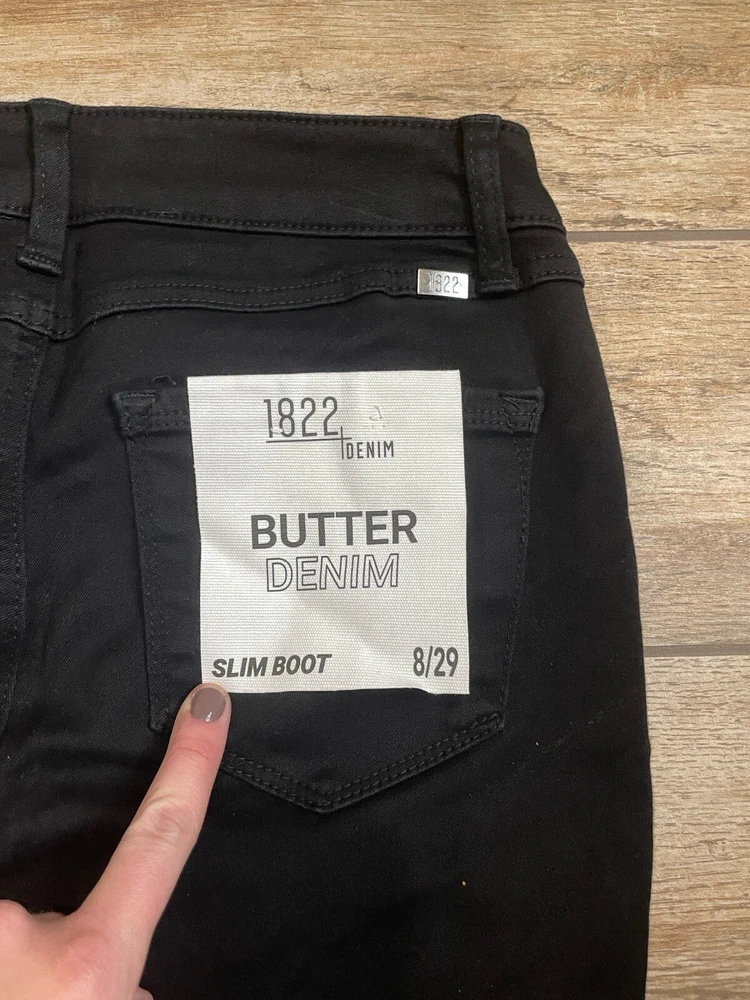 1822
1822
DENIM
BUTTER
DENIM
SLIM BOOT 8/29